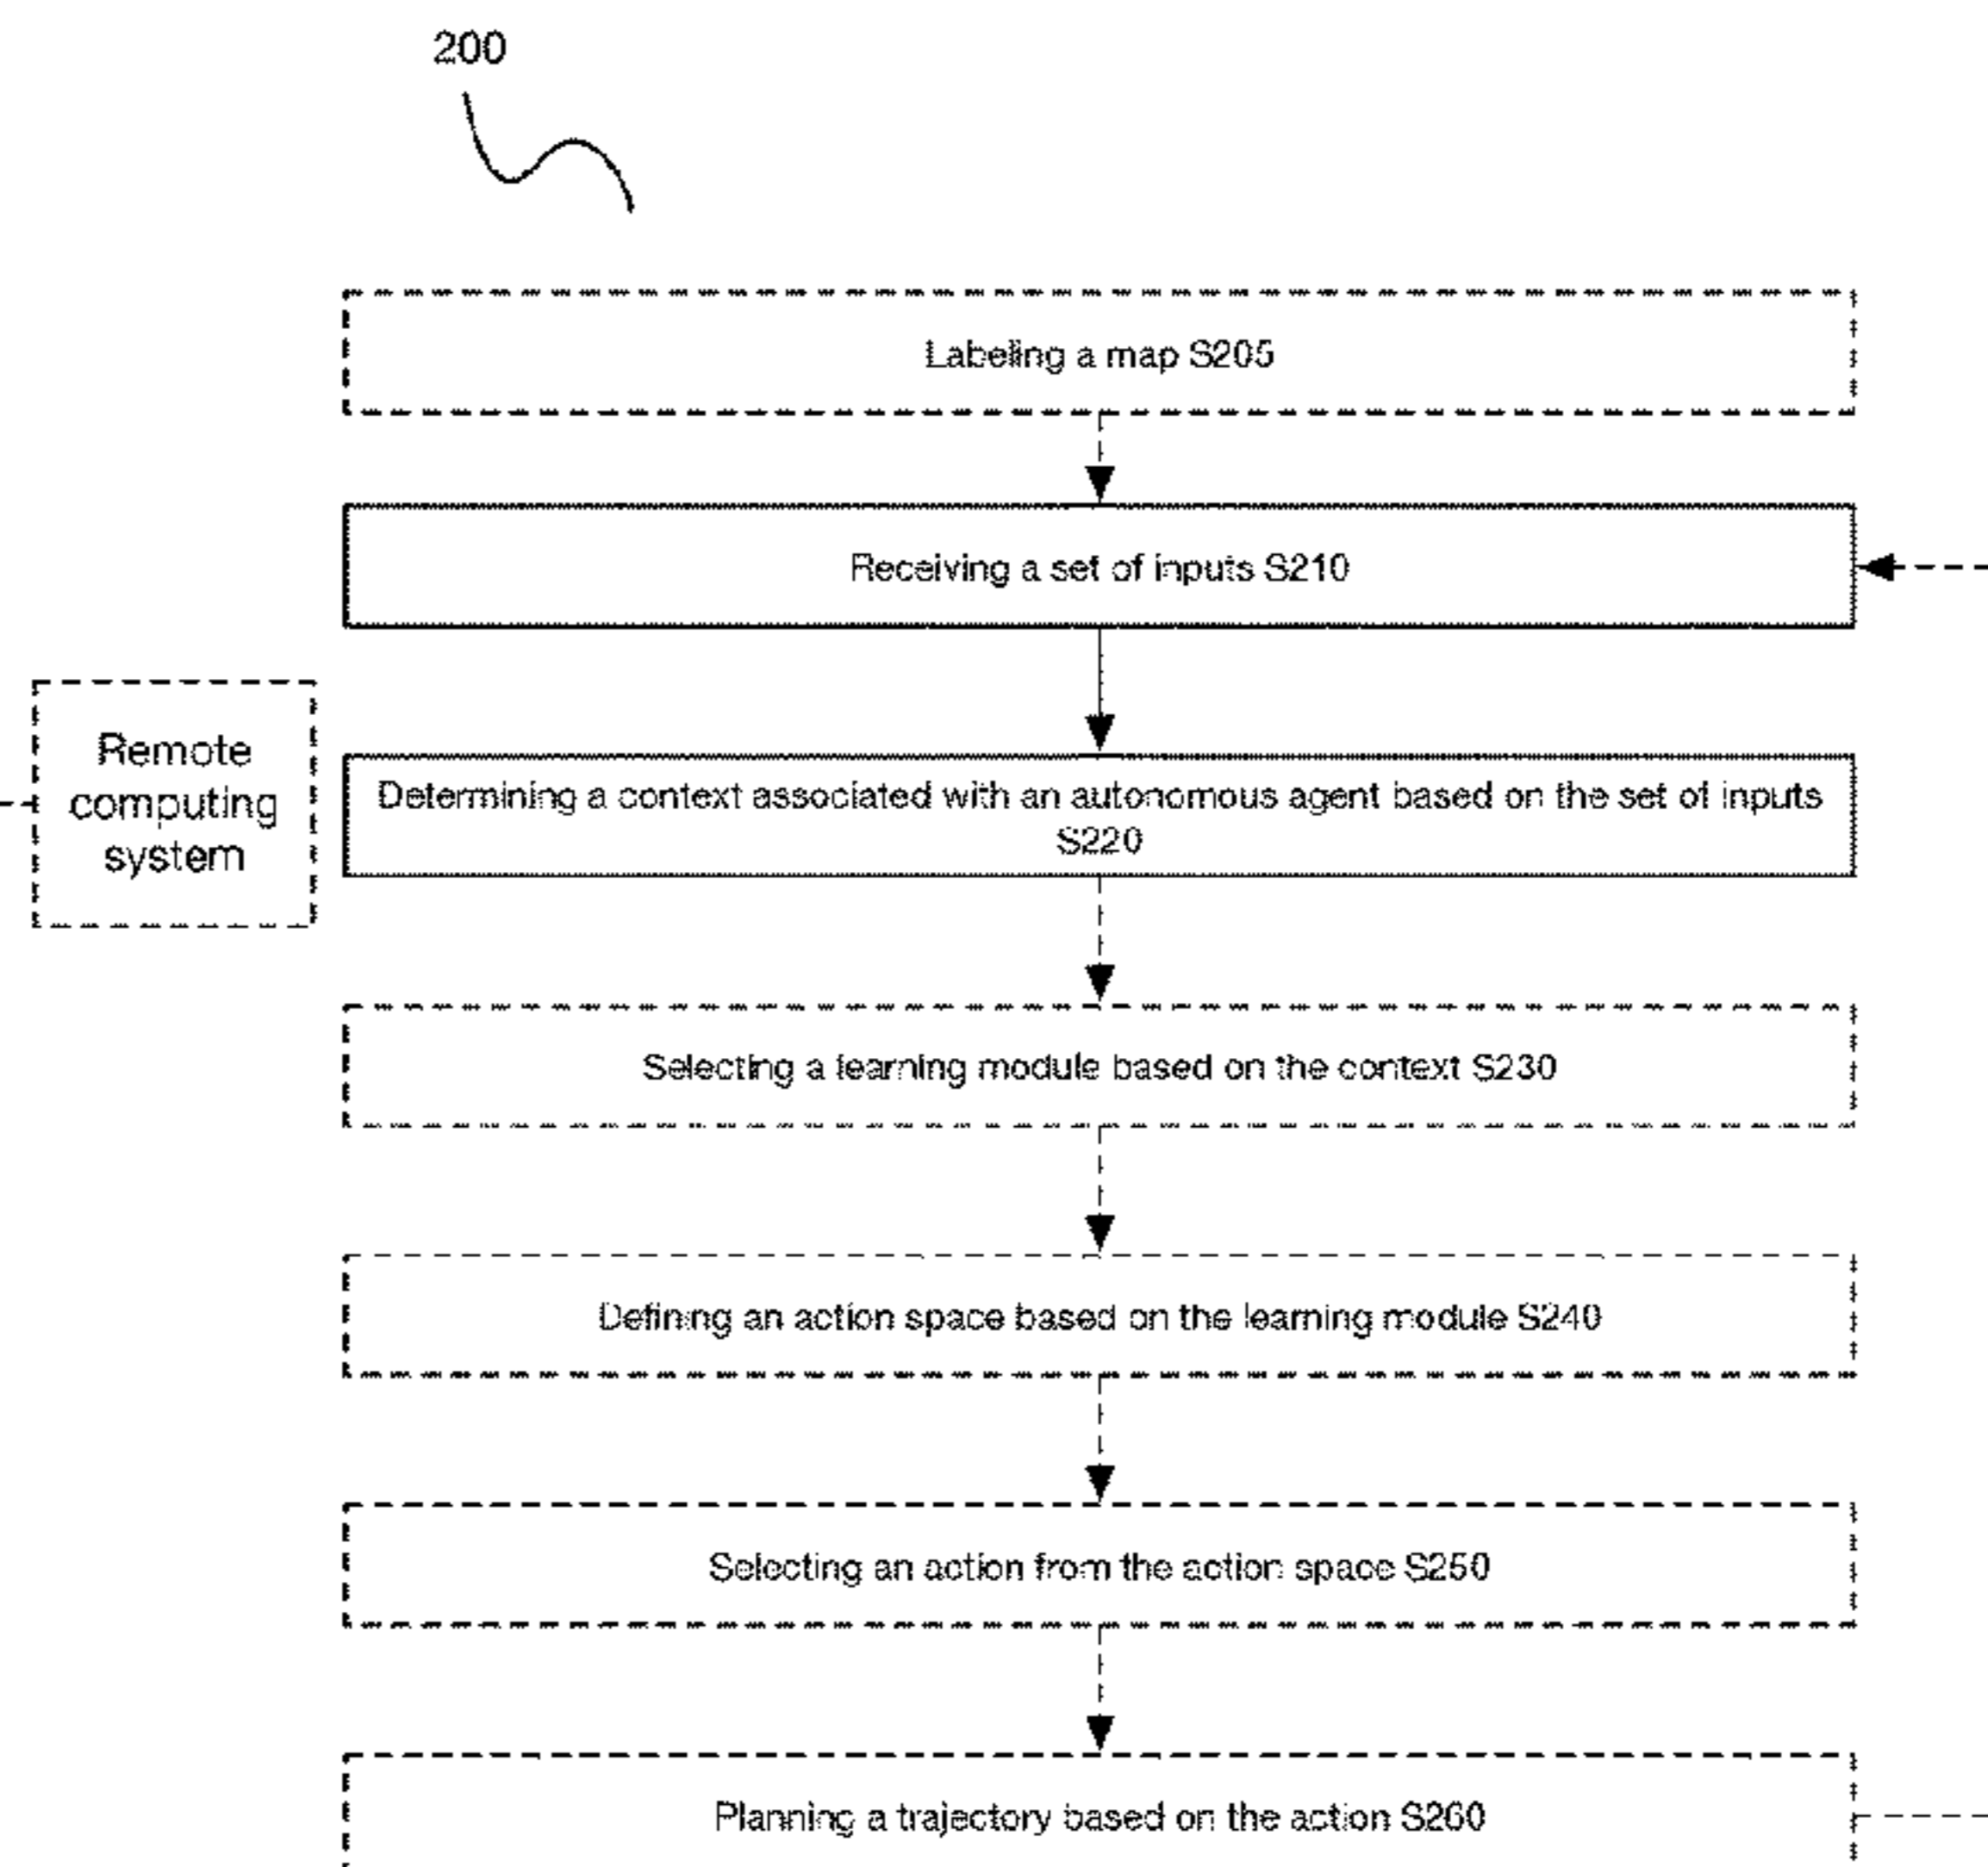 200
Labeling a map S205
Receiving a set of inputs S210
Remote
computing
system
Determining a context associated with an autonomous agent based on the set of inputs
S220
Selecting a learning module based on the context S230
Defining an action space based on the learning module S240
Selecting an action from the action space S250
Planning a trajectory based on the action S260